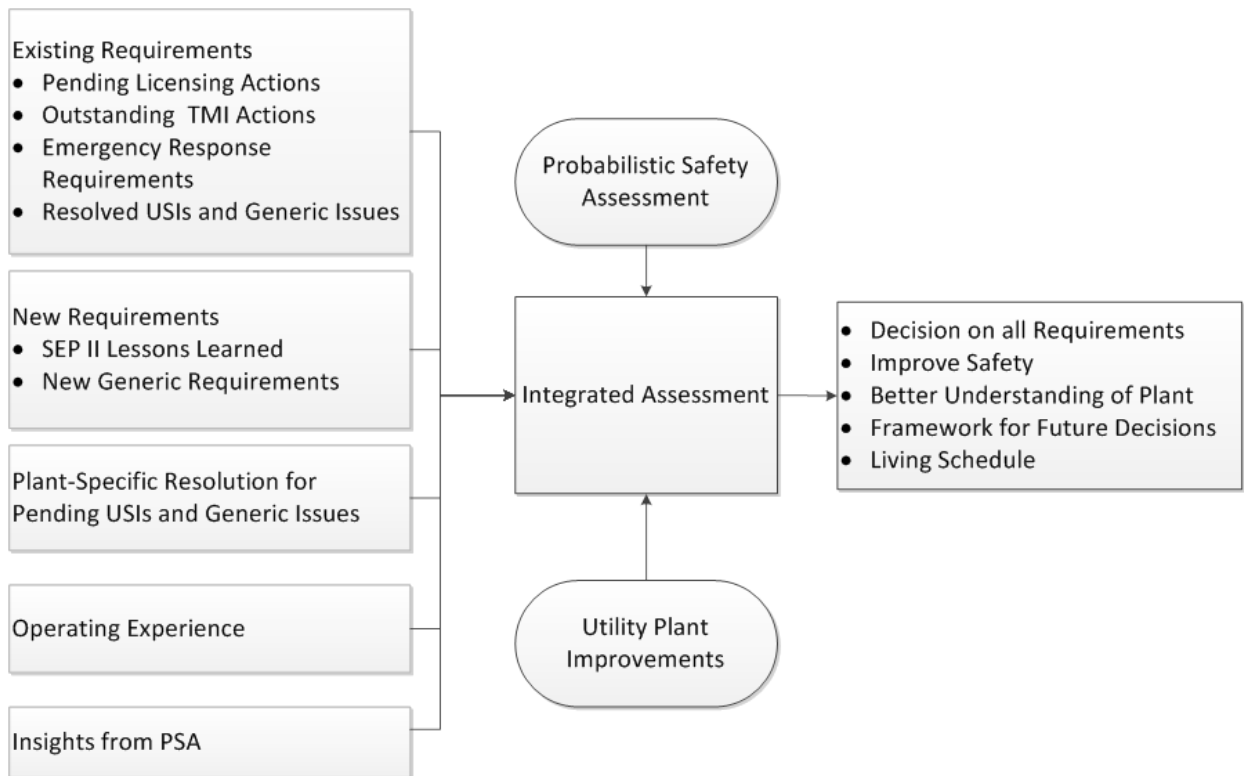 Existing Requirements
• Pending Licensing Actions
• Outstanding TMI Actions
• Emergency Response
Requirements
• Resolved USIs and Generic Issues
New Requirements
• SEP II Lessons Learned
• New Generic Requirements
Plant-Specific Resolution for
Pending USIs and Generic Issues
Operating Experience
Insights from PSA
Probabilistic Safety
Assessment
Integrated Assessment
Utility Plant
Improvements
• Decision on all Requirements
• Improve Safety
• Better Understanding of Plant
• Framework for Future Decisions
• Living Schedule